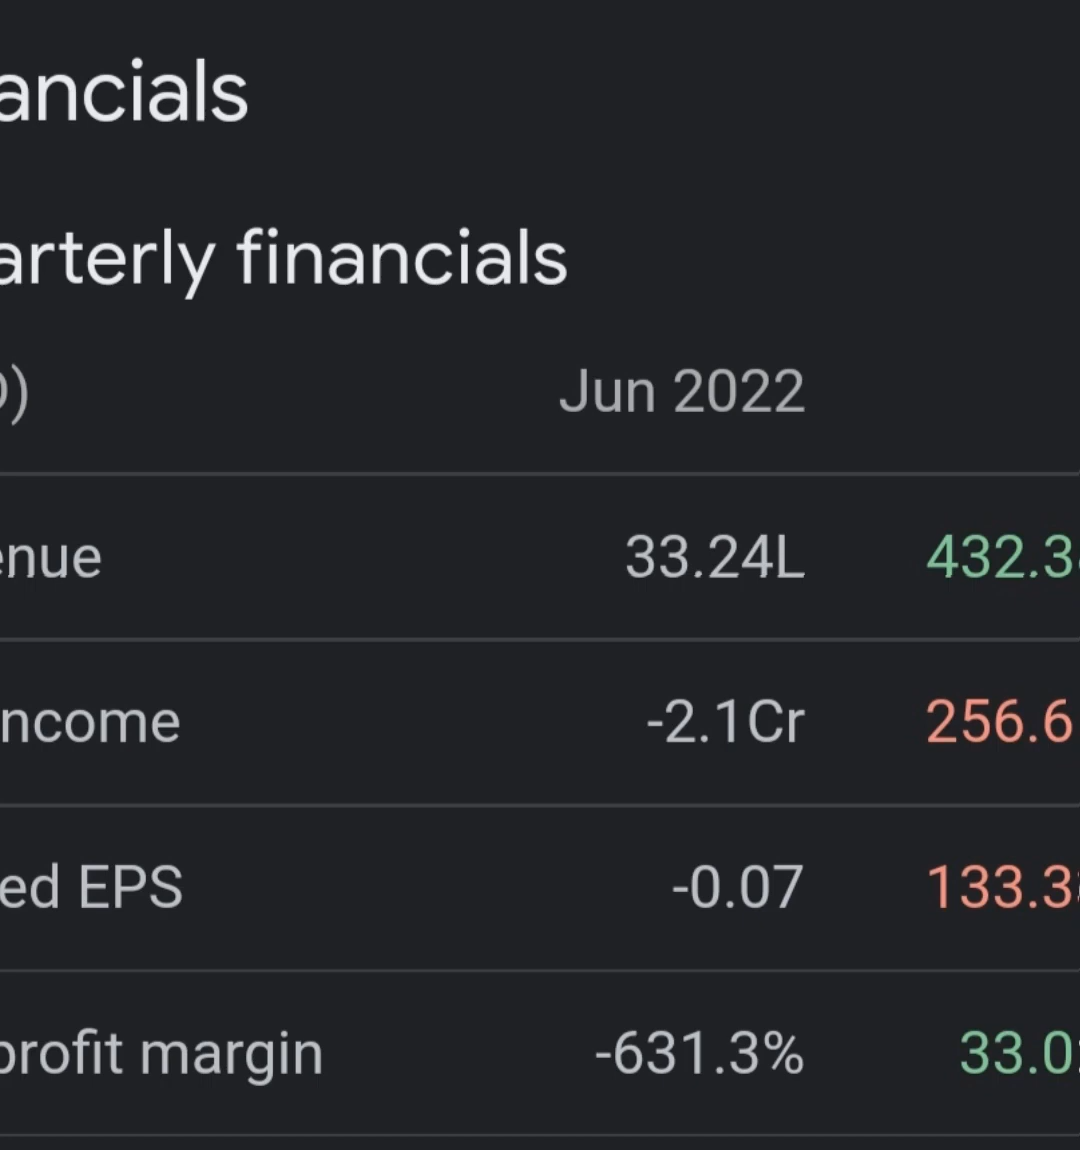 ancials
arterly financials
) Jun 2022
enue 33.24L 432.3
ncome -2.1Cr 256.6
ed EPS -0.07 133.3
profit margin -631.3% 33.0